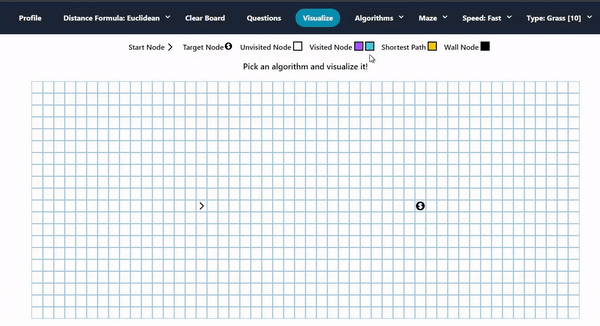 Profile Distance Formula: Euclidean Clear Board Questions Visualize Algorithms Maze Speed: Fast Type: Grass [10]
Start Node Target Node Unvisited Node Visited Node Shortest Path Wall Node
Pick an algorithm and visualize it!